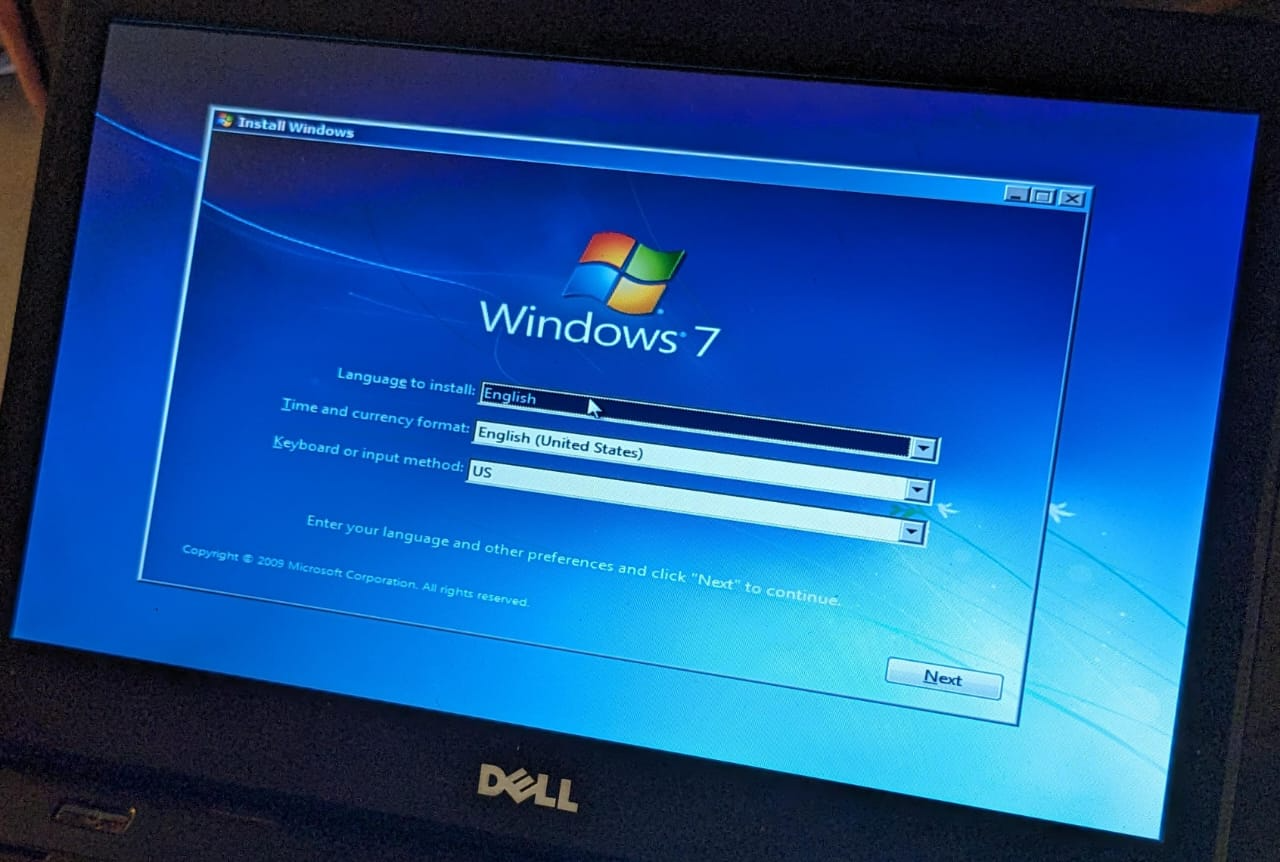 Install Windows
Windows 7
Language to install: English
Time and currency format: English (United States)
Keyboard or input method: US
Enter your language and other preferences and click "Next" to continue.
Copyright © 2009 Microsoft Corporation. All rights reserved.
Next
DELL